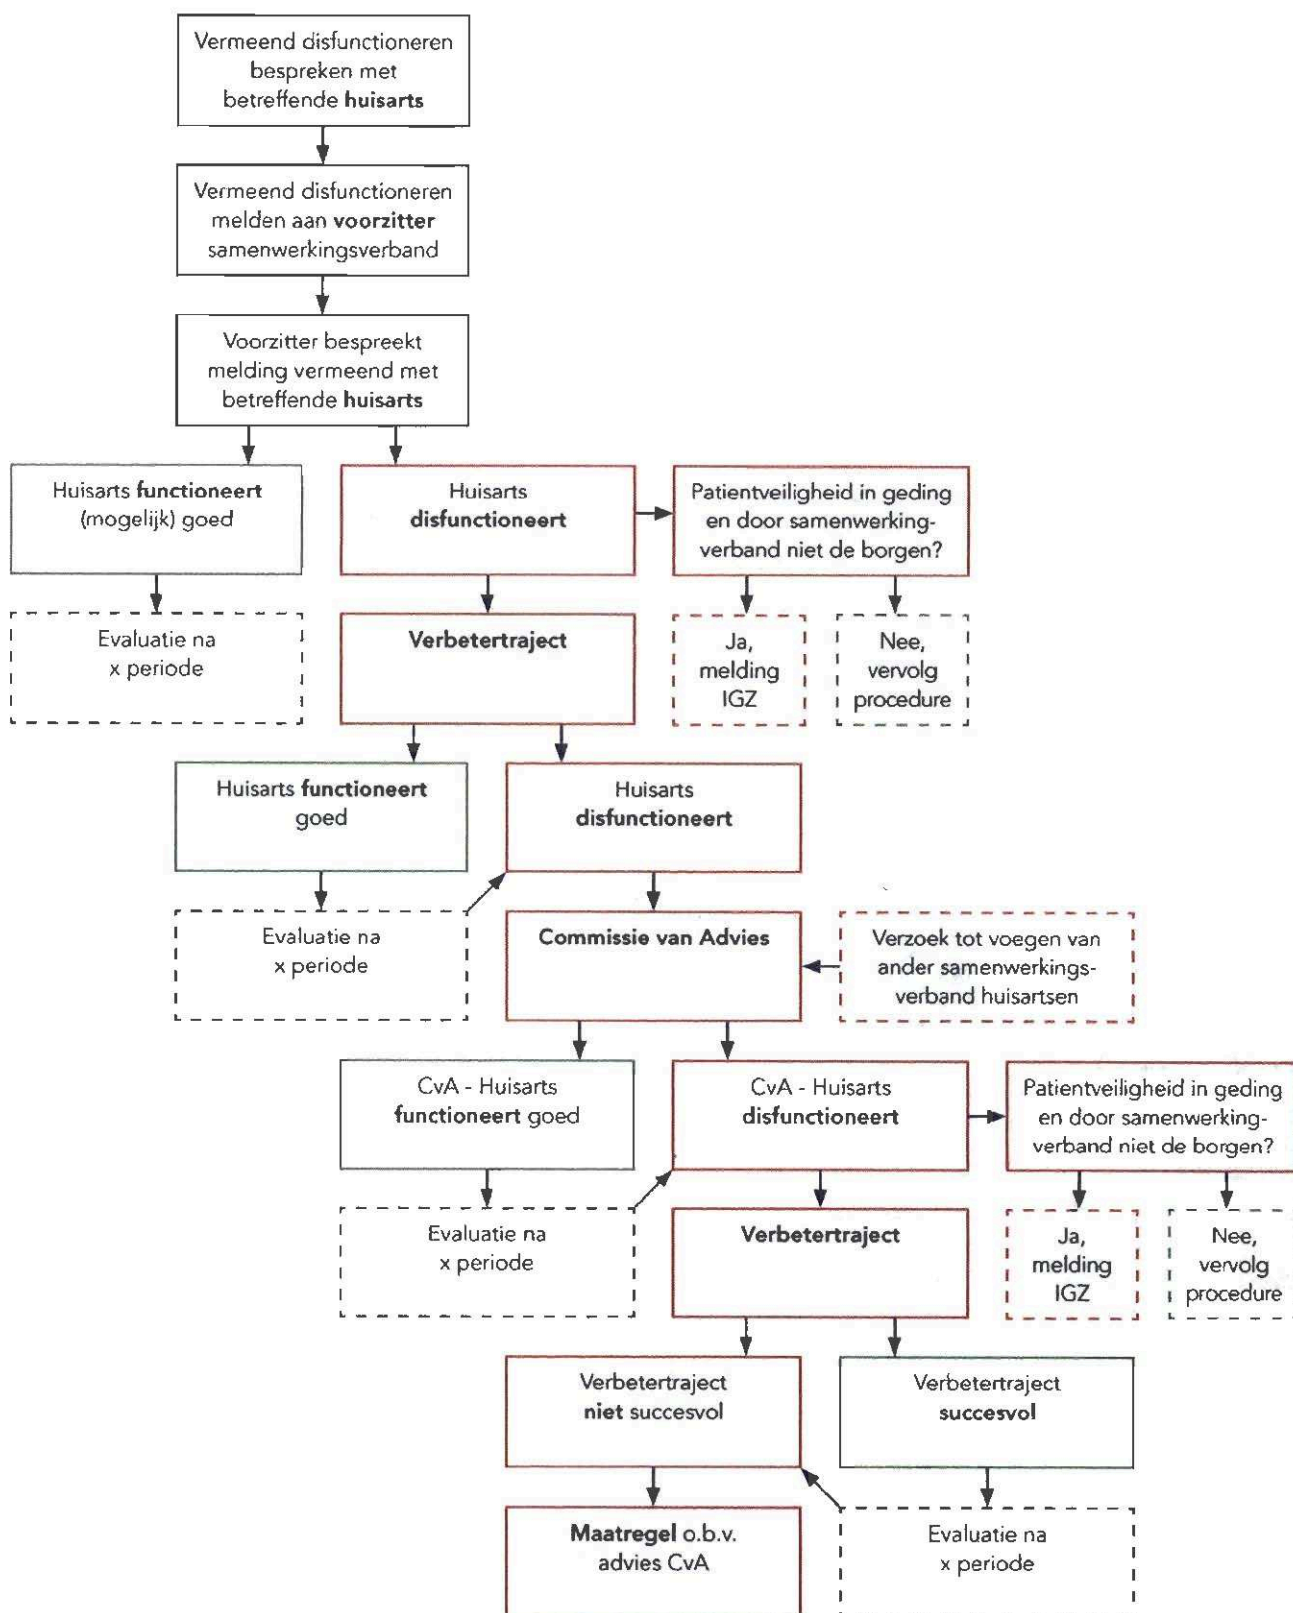 Vermeend disfunctioneren
bespreken met
betreffende huisarts
Vermeend disfunctioneren
melden aan voorzitter
samenwerkingsverband
Voorzitter bespreekt
melding vermeend met
betreffende huisarts
Huisarts functioneert
(mogelijk) goed
Huisarts
disfunctioneert
Patientveiligheid in geding
en door samenwerking-
verband niet de borgen?
Evaluatie na
x periode
Verbetertraject
Ja,
melding
IGZ
Nee,
vervolg
procedure
Huisarts functioneert
goed
Huisarts
disfunctioneert
Evaluatie na
x periode
Commissie van Advies
Verzoek tot voegen van
ander samenwerkings-
verband huisartsen
CvA - Huisarts
functioneert goed
CvA - Huisarts
disfunctioneert
Patientveiligheid in geding
en door samenwerking-
verband niet de borgen?
Evaluatie na
x periode
Verbetertraject
Ja,
melding
IGZ
Nee,
vervolg
procedure
Verbetertraject
niet succesvol
Verbetertraject
succesvol
Maatregel o.b.v.
advies CvA
Evaluatie na
x periode